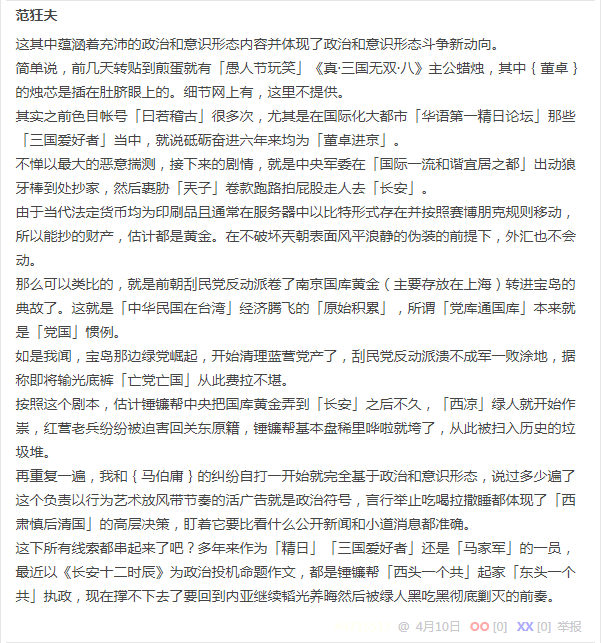 范狂夫
这其中蕴涵着充沛的政治和意识形态内容并体现了政治和意识形态斗争新动向。
简单说，前几天转贴到煎蛋就有「愚人节玩笑」《真·三国无双·八》主公蜡烛，其中｛董卓｝
的烛芯是插在肚脐眼上的。细节网上有，这里不提供。
其实之前色目帐号「曰若稽古」很多次，尤其是在国际化大都市「华语第一精日论坛」那些
「三国爱好者」当中，就说砥砺奋进六年来均为「董卓进京」。
不惮以最大的恶意揣测，接下来的剧情，就是中央军委在「国际一流和谐宜居之都」出动狼
牙棒到处抄家，然后裹胁「兲子」卷款跑路拍屁股走人去「长安」。
由于当代法定货币均为印刷品且通常在服务器中以比特形式存在并按照赛博朋克规则移动，
所以能抄的财产，估计都是黄金。在不破坏兲朝表面风平浪静的伪装的前提下，外汇也不会
动。
那么可以类比的，就是前朝刮民党反动派卷了南京国库黄金（主要存放在上海）转进宝岛的
典故了。这就是「中华民国在台湾」经济腾飞的「原始积累」，所谓「党库通国库」本来就
是「党国」惯例。
如是我闻，宝岛那边绿党崛起，开始清理蓝营党产了，刮民党反动派溃不成军一败涂地，据
称即将输光底裤「亡党亡国」从此费拉不堪。
按照这个剧本，估计锤镰帮中央把国库黄金弄到「长安」之后不久，「西凉」绿人就开始作
祟，红营老兵纷纷被迫害回关东原籍，锤镰帮基本盘稀里哗啦就垮了，从此被扫入历史的垃
圾堆。
再重复一遍，我和｛马伯庸｝的纠纷自打一开始就完全基于政治和意识形态，说过多少遍了
这个负责以行为艺术放风带节奏的活广告就是政治符号，言行举止吃喝拉撒睡都体现了「西
肃慎后清国」的高层决策，盯着它要比看什么公开新闻和小道消息都准确。
这下所有线索都串起来了吧？多年来作为「精日」「三国爱好者」还是「马家军」的一员，
最近以《长安十二时辰》为政治投机命题作文，都是锤镰帮「西头一个共」起家「东头一个
共」执政，现在撑不下去了要回到内亚继续韬光养晦然后被绿人黑吃黑彻底剿灭的前奏。
@ 4月10日 OO [0] XX [0] 举报